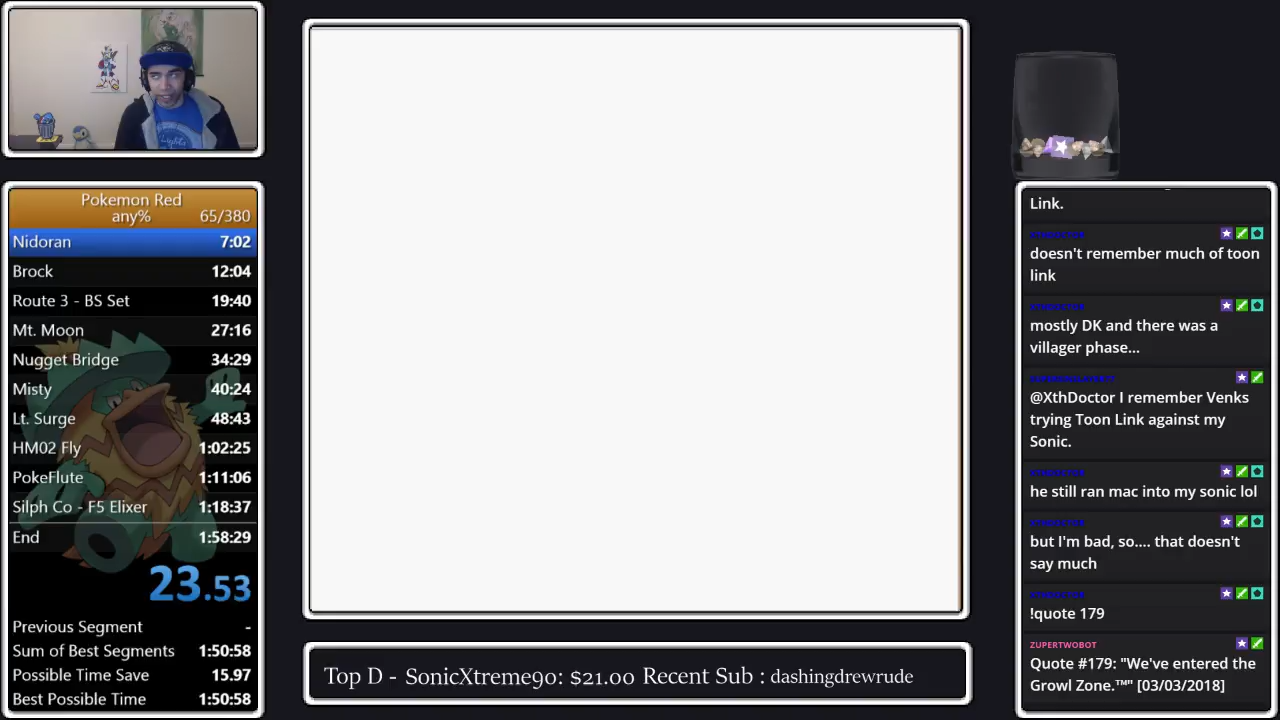 Pokemon Red
any% 65/380
Nidoran 7:02
Brock 12:04
Route 3 - BS Set 19:40
Mt. Moon 27:16
Nugget Bridge 34:29
Misty 40:24
Lt. Surge 48:43
HM02 Fly 1:02:25
PokeFlute 1:11:06
Silph Co - F5 Elixer 1:18:37
End 1:58:29
23.53
Previous Segment -
Sum of Best Segments 1:50:58
Possible Time Save 15.97
Best Possible Time 1:50:58
Top D - SonicXtreme90: $21.00 Recent Sub : dashingdrewrude
Link.
doesn't remember much of toon
link
mostly DK and there was a
villager phase...
@XthDoctor I remember Venks
trying Toon Link against my
Sonic.
he still ran mac into my sonic lol
but I'm bad, so.... that doesn't
say much
!quote 179
ZUPERTWOBOT
Quote #179: "We've entered the
Growl Zone.™" [03/03/2018]